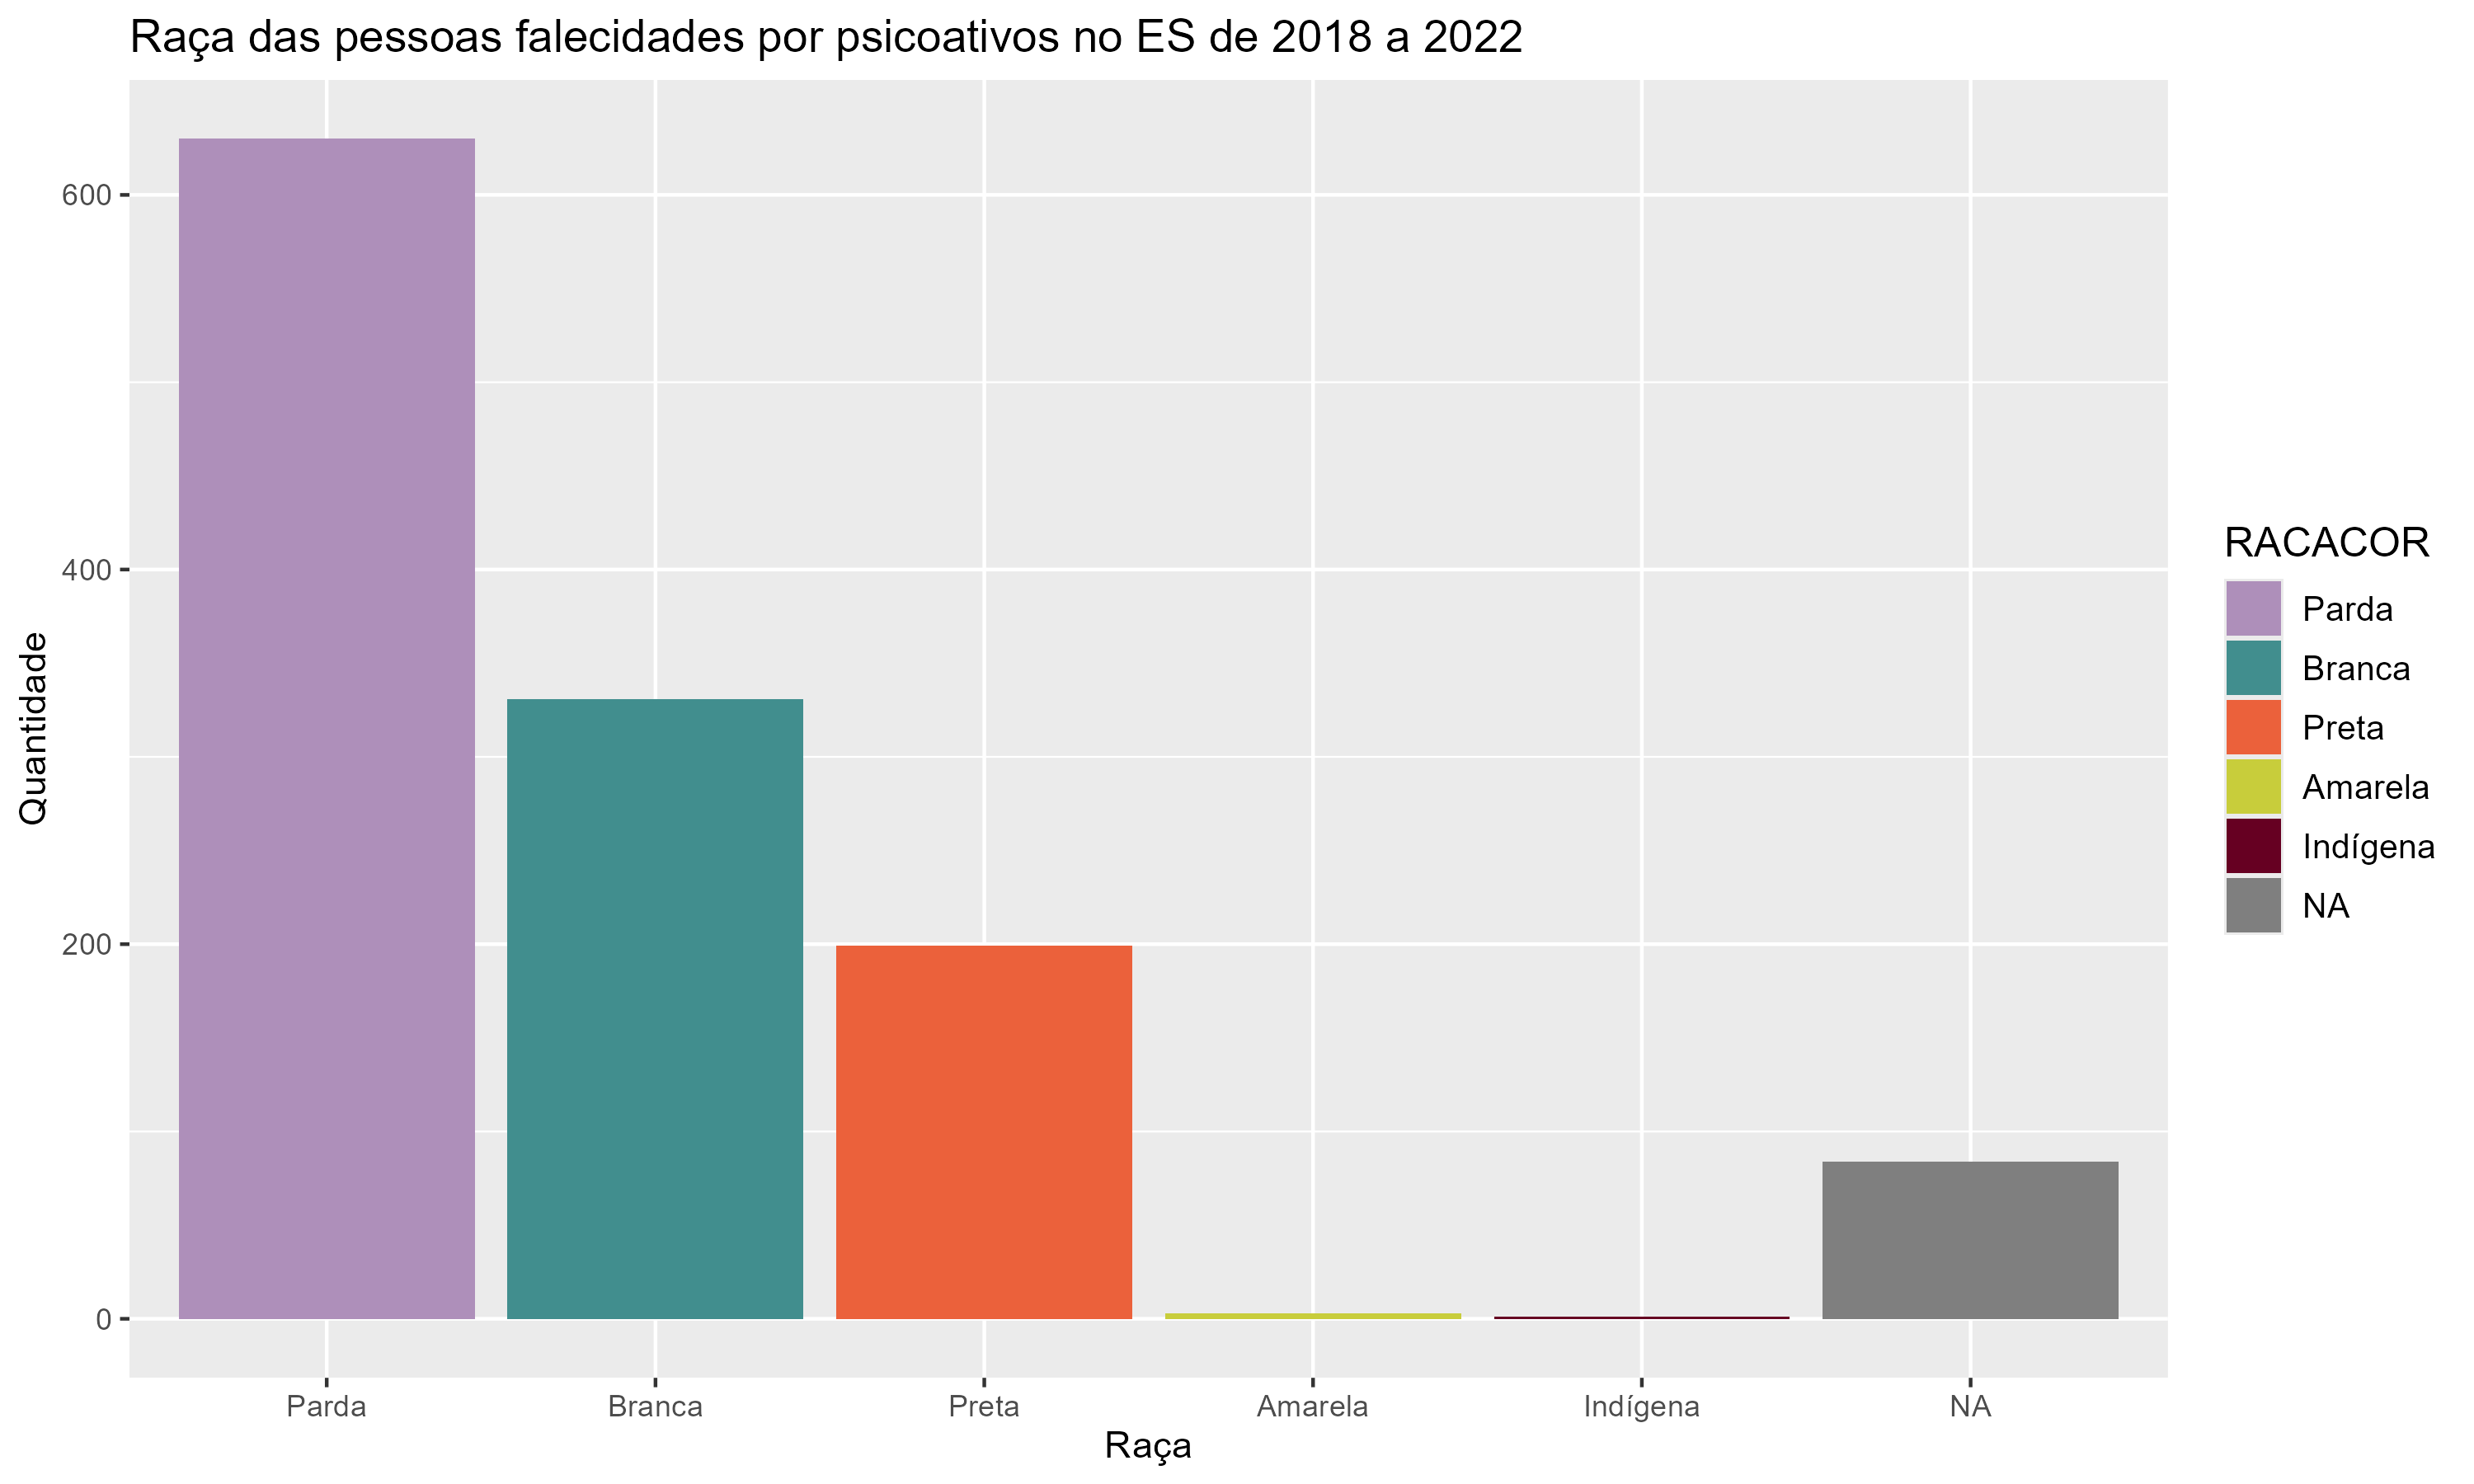 Raça das pessoas falecidades por psicoativos no ES de 2018 a 2022
Quantidade
600
400
200
0
Parda
Branca
Preta
Amarela
Indígena
NA
Raça
RACACOR
Parda
Branca
Preta
Amarela
Indígena
NA